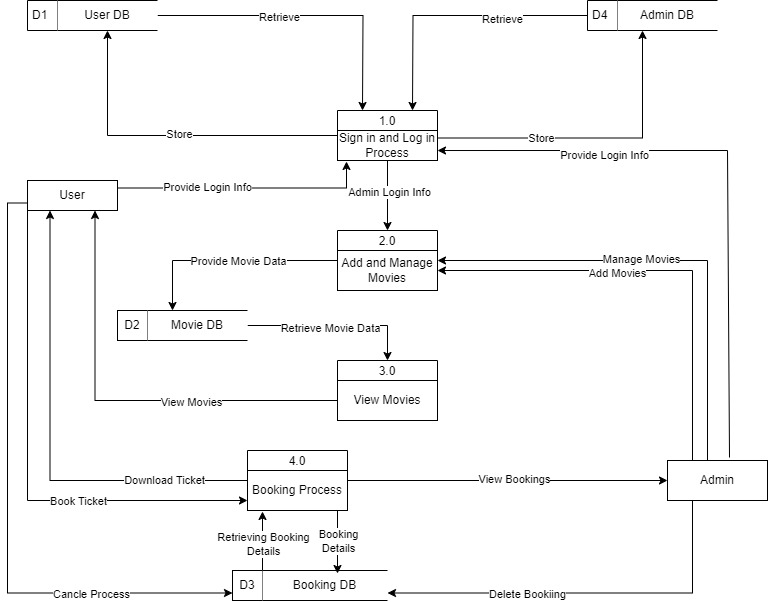 D1
User DB
Retrieve
Retrieve
D4
Admin DB
1.0
Sign in and Log in
Process
Store
Store
Provide Login Info
User
Provide Login Info
Admin Login Info
2.0
Add and Manage
Movies
Provide Movie Data
Manage Movies
Add Movies
D2
Movie DB
Retrieve Movie Data
3.0
View Movies
View Movies
4.0
Booking Process
Download Ticket
View Bookings
Admin
Book Ticket
Retrieving Booking
Details
Booking
Details
D3
Booking DB
Cancle Process
Delete Bookiing